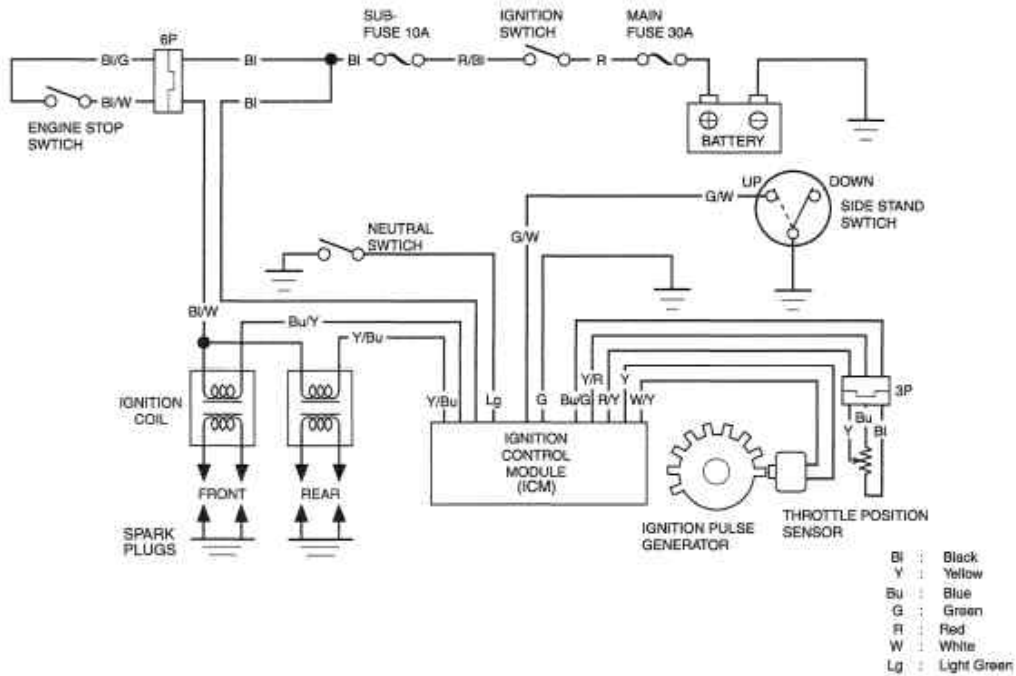 SUB-
FUSE 10A
IGNITION
SWTICH
MAIN
FUSE 30A
6P
Bl/G
Bl
Bl
R/Bl
R
Bl/W
Bl
ENGINE STOP
SWTICH
BATTERY
UP
DOWN
G/W
SIDE STAND
SWTICH
NEUTRAL
SWTICH
G/W
Bl/W
Bu/Y
Y/Bu
Y/R
Y
3P
IGNITION
COIL
Y/Bu
Lg
G
Bu/G
R/Y
W/Y
Bu
Y
Bl
IGNITION
CONTROL
MODULE
(ICM)
FRONT
REAR
SPARK
PLUGS
IGNITION PULSE
GENERATOR
THROTTLE POSITION
SENSOR
Bl : Black
Y : Yellow
Bu : Blue
G : Green
R : Red
W : White
Lg : Light Green